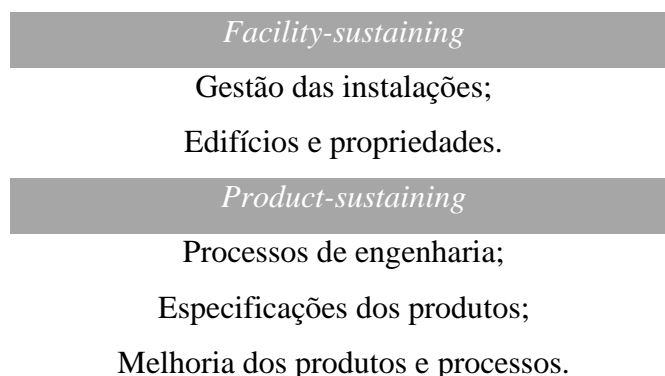 Facility-sustaining
Gestão das instalações;
Edifícios e propriedades.
Product-sustaining
Processos de engenharia;
Especificações dos produtos;
Melhoria dos produtos e processos.